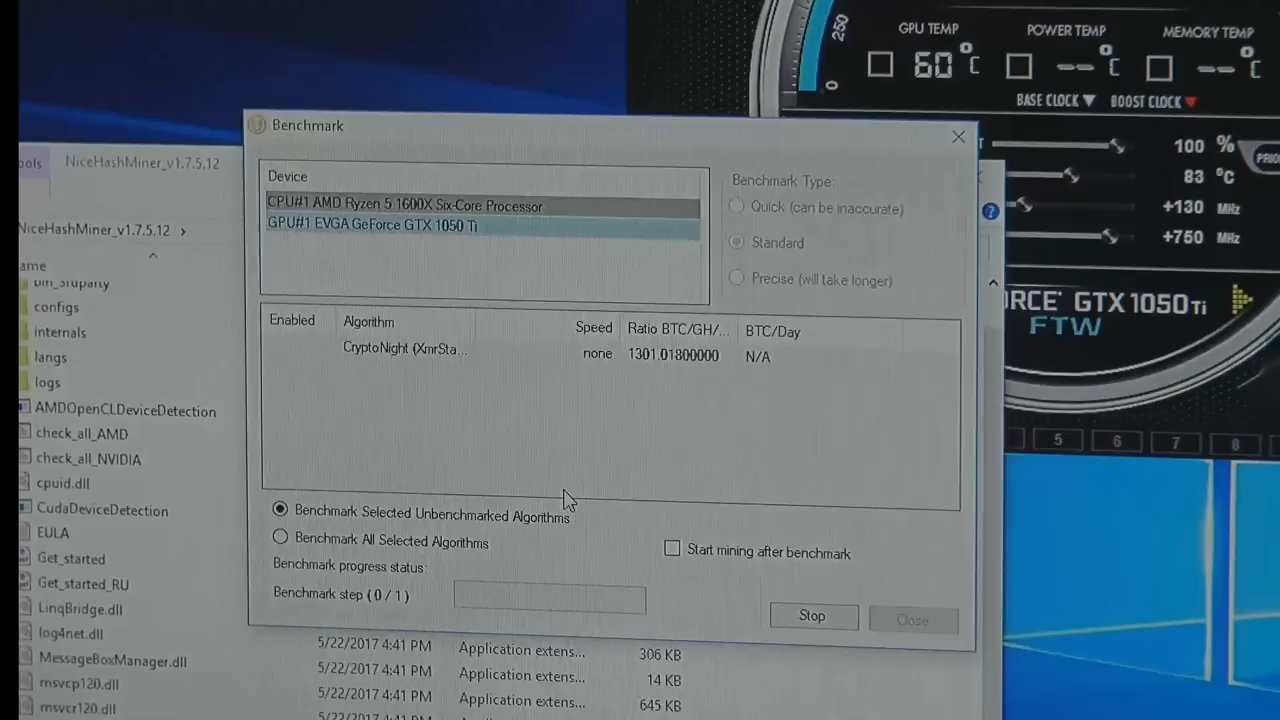 250
0
GPU TEMP
POWER TEMP
MEMORY TEMP
60 °C
-- °C
-- °C
BASE CLOCK
BOOST CLOCK
100 %
83 °C
+130 MHz
+750 MHz
GTX 1050Ti
FTW
5 6 7 8
NiceHashMiner_v1.7.5.12
NiceHashMiner_v1.7.5.12 >
configs
internals
langs
logs
AMDOpenCLDeviceDetection
check_all_AMD
check_all_NVIDIA
cpuid.dll
CudaDeviceDetection
EULA
Get_started
Get_started_RU
LinqBridge.dll
log4net.dll
MessageBoxManager.dll
msvcp120.dll
msvcr120.dll
Benchmark
Device
CPU#1 AMD Ryzen 5 1600X Six-Core Processor
GPU#1 EVGA GeForce GTX 1050 Ti
Benchmark Type:
Quick (can be inaccurate)
Standard
Precise (will take longer)
Enabled Algorithm Speed Ratio BTC/GH/... BTC/Day
CryptoNight (XmrSta... none 1301.01800000 N/A
Benchmark Selected Unbenchmarked Algorithms
Benchmark All Selected Algorithms
Start mining after benchmark
Benchmark progress status:
Benchmark step ( 0 / 1 )
Stop
Close
5/22/2017 4:41 PM Application extens... 306 KB
5/22/2017 4:41 PM Application extens... 14 KB
5/22/2017 4:41 PM Application extens... 645 KB